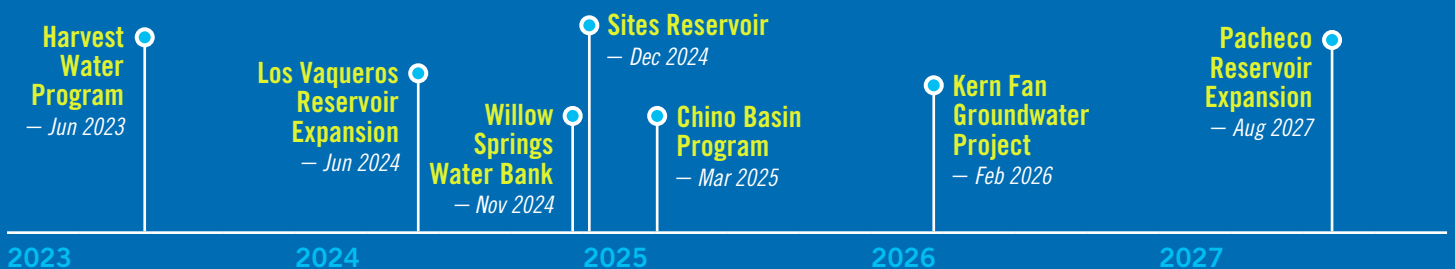 Harvest
Water
Program
– Jun 2023
Los Vaqueros
Reservoir
Expansion
– Jun 2024
Willow
Springs
Water Bank
– Nov 2024
Sites Reservoir
– Dec 2024
Chino Basin
Program
– Mar 2025
Kern Fan
Groundwater
Project
– Feb 2026
Pacheco
Reservoir
Expansion
– Aug 2027
2023
2024
2025
2026
2027